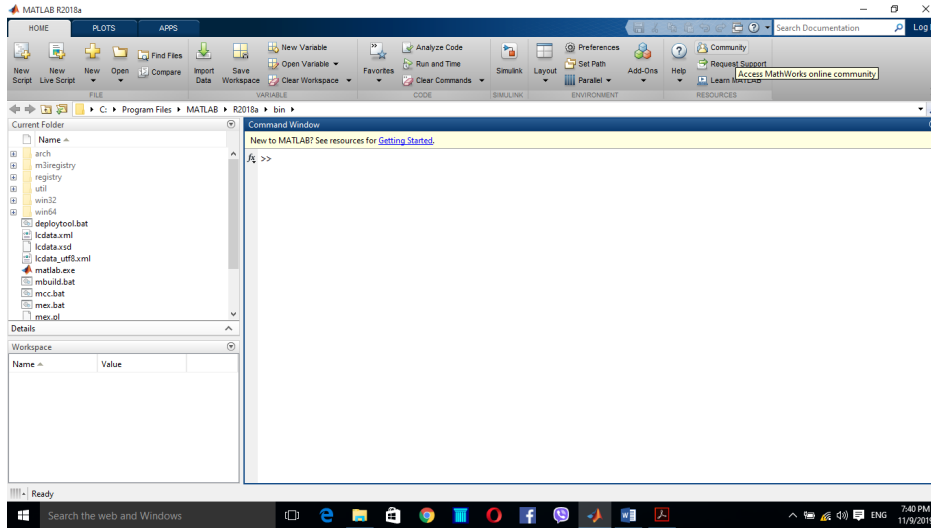 MATLAB R2018a
HOME PLOTS APPS Search Documentation Log
New Script New Live Script New Open Find Files Compare Import Data Save Workspace New Variable Open Variable Clear Workspace Favorites Analyze Code Run and Time Clear Commands Simulink Layout Preferences Set Path Parallel Add-Ons Help Community Request Support Learn MATLAB
Access MathWorks online community
FILE VARIABLE CODE SIMULINK ENVIRONMENT RESOURCES
C: Program Files MATLAB R2018a bin
Current Folder
Name
arch
m3iregistry
registry
util
win32
win64
deploytool.bat
lcdata.xml
lcdata.xsd
lcdata_utf8.xml
matlab.exe
mbuild.bat
mcc.bat
mex.bat
mex.pl
Details
Workspace
Name Value
Command Window
New to MATLAB? See resources for Getting Started.
fx >>
Ready
Search the web and Windows
ENG
7:40 PM
11/9/201